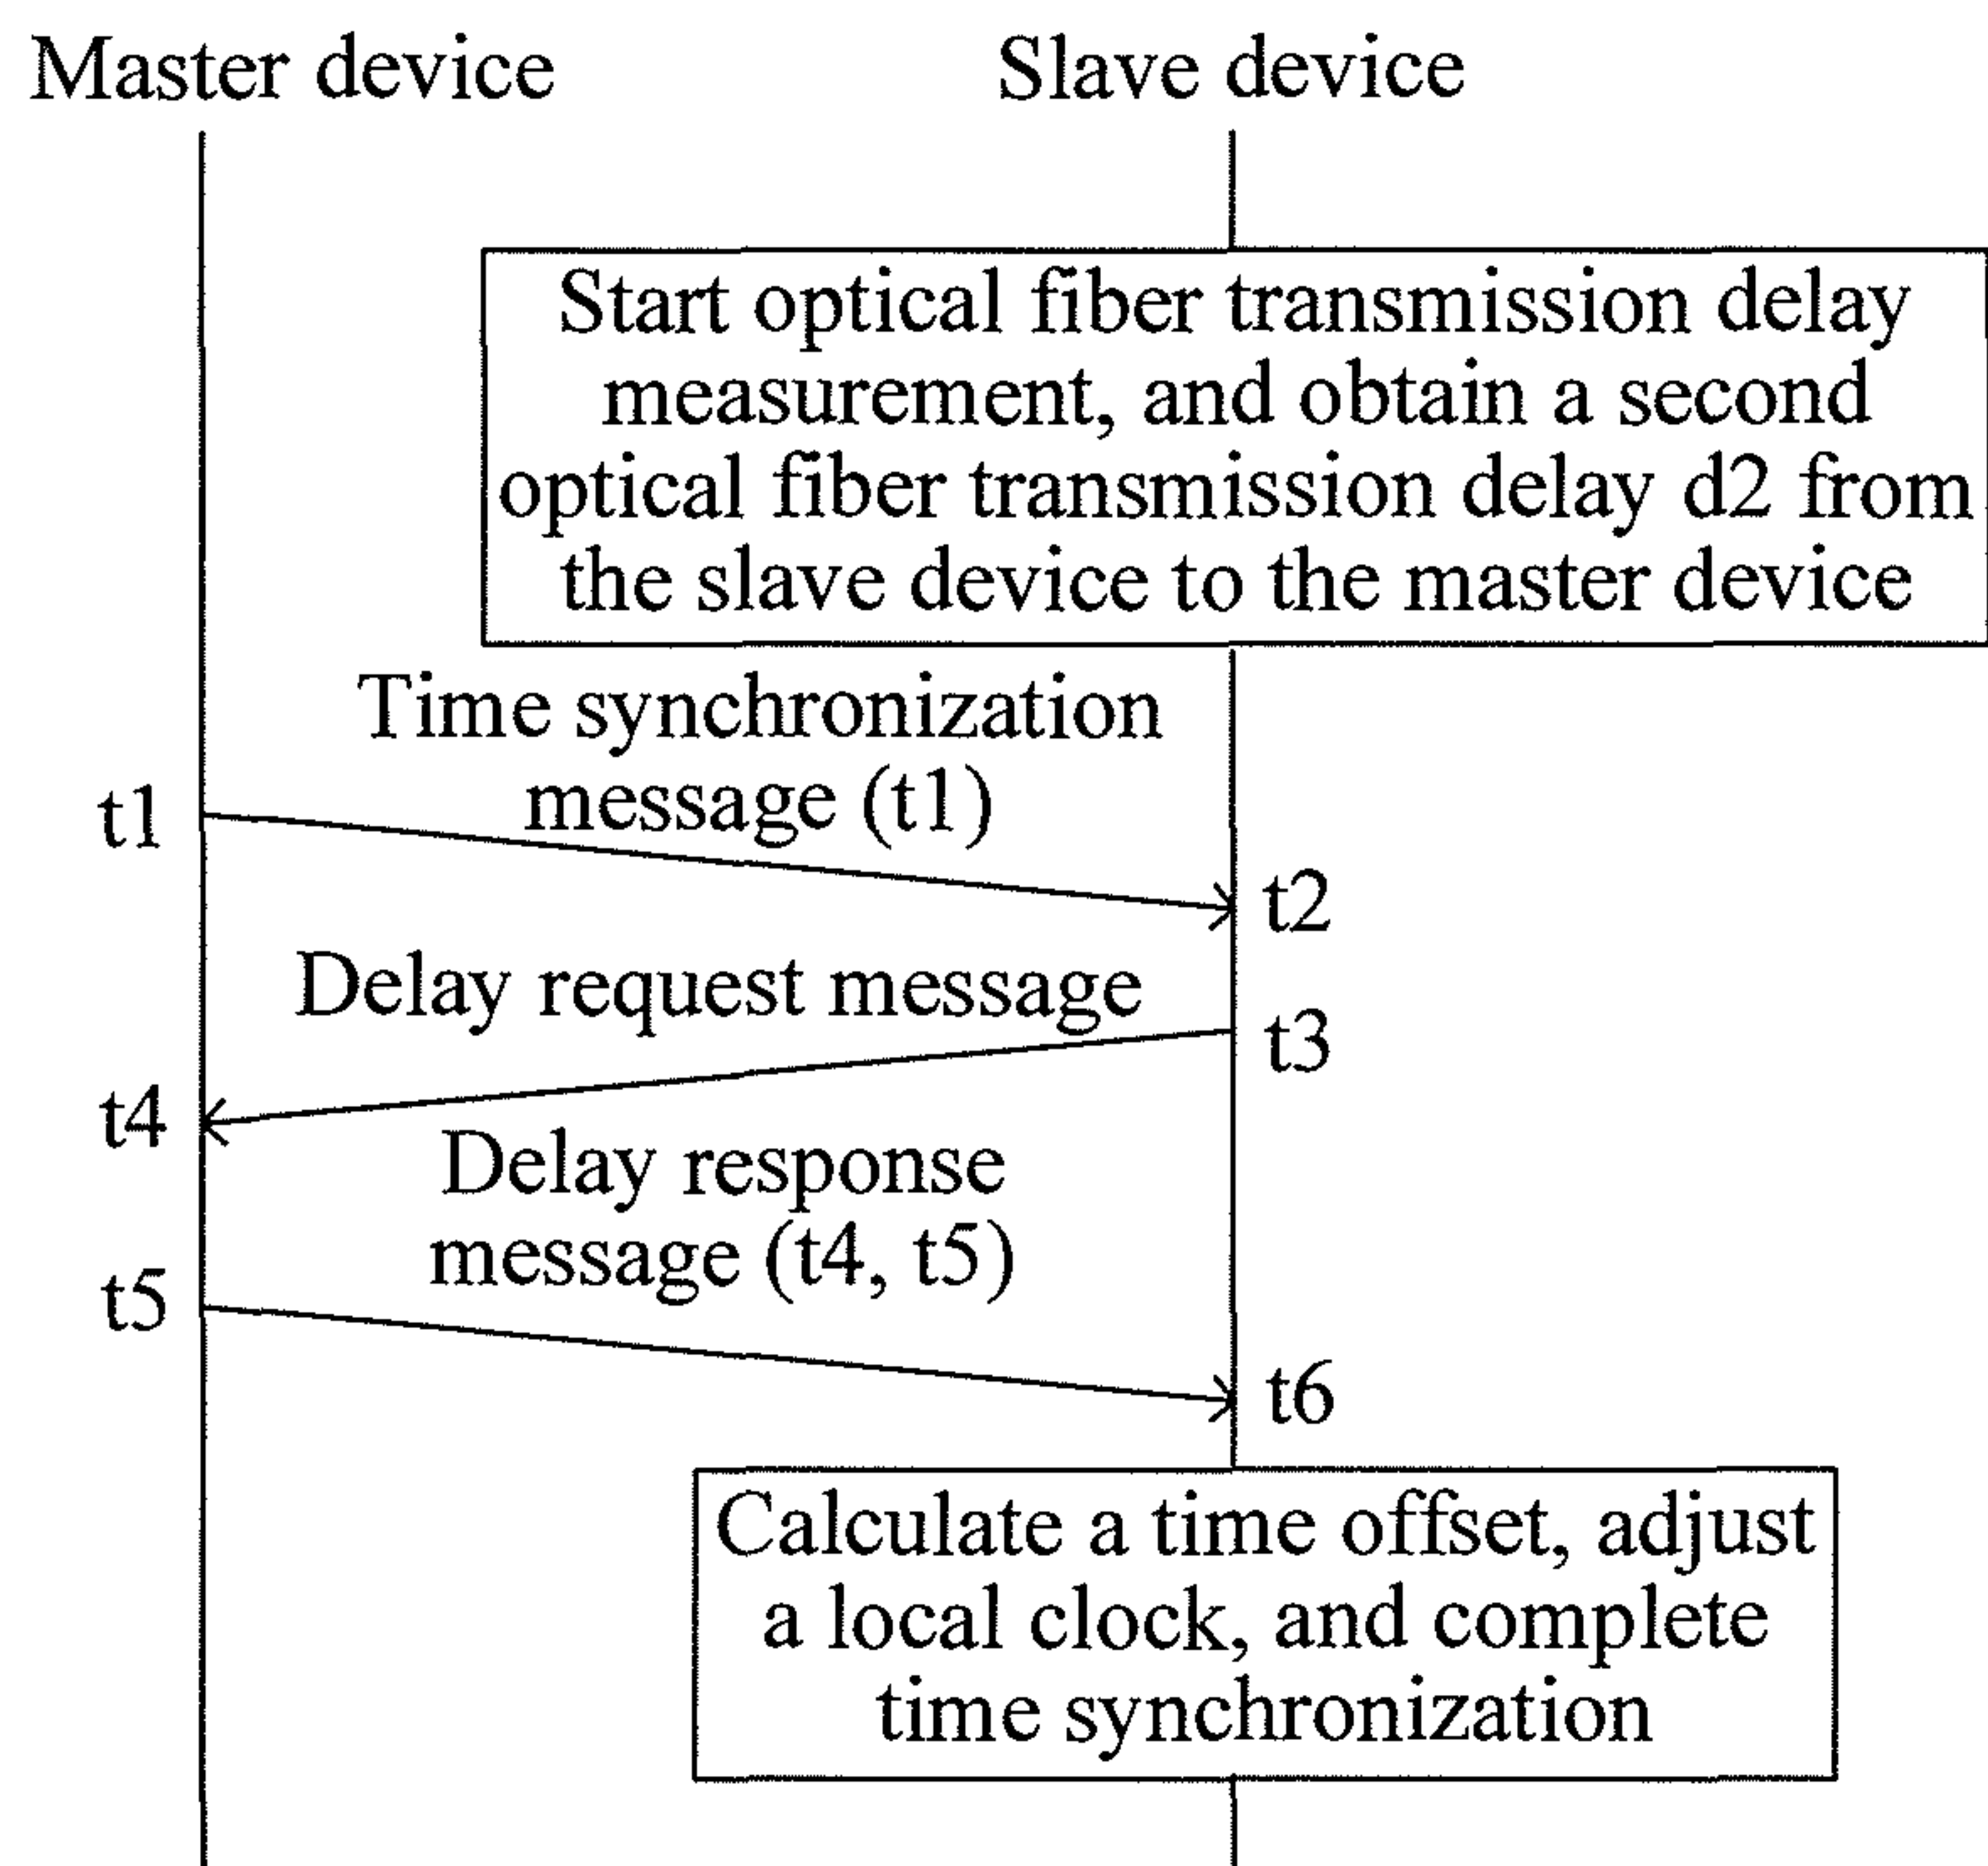 Master device
Slave device
Start optical fiber transmission delay
measurement, and obtain a second
optical fiber transmission delay d2 from
the slave device to the master device
Time synchronization
message (t1)
t1
t2
Delay request message
t3
t4
Delay response
message (t4, t5)
t5
t6
Calculate a time offset, adjust
a local clock, and complete
time synchronization